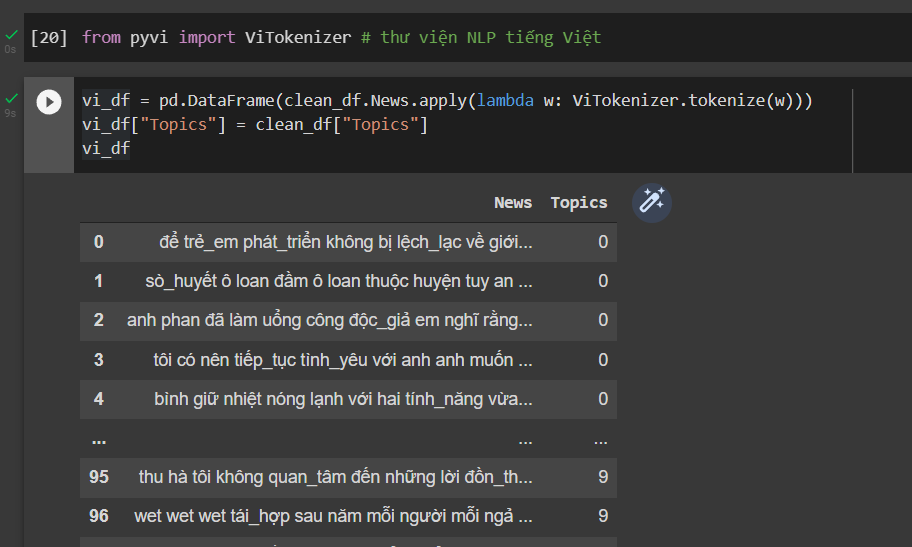 [20] from pyvi import ViTokenizer # thư viện NLP tiếng Việt
0s
vi_df = pd.DataFrame(clean_df.News.apply(lambda w: ViTokenizer.tokenize(w)))
9s
vi_df["Topics"] = clean_df["Topics"]
vi_df
News Topics
0 để trẻ_em phát_triển không bị lệch_lạc về giới... 0
1 sò_huyết ô loan đầm ô loan thuộc huyện tuy an ... 0
2 anh phan đã làm uổng công độc_giả em nghĩ rằng... 0
3 tôi có nên tiếp_tục tình_yêu với anh anh muốn ... 0
4 bình giữ nhiệt nóng lạnh với hai tính_năng vừa... 0
... ... ...
95 thu hà tôi không quan_tâm đến những lời đồn_th... 9
96 wet wet wet tái_hợp sau năm mỗi người mỗi ngả ... 9